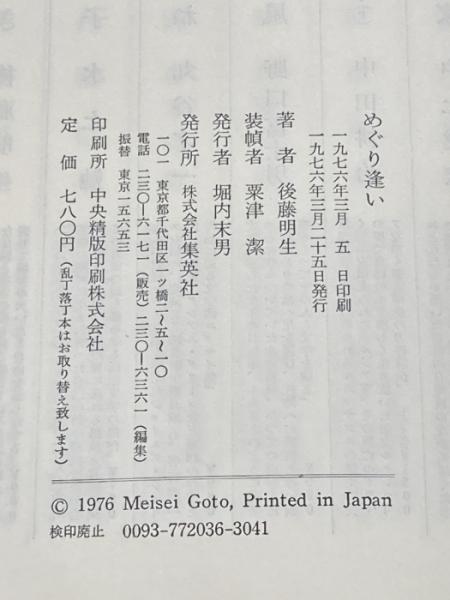 めぐり逢い
一九七六年三月　五　日印刷
一九七六年三月二十五日発行
著　者　後藤明生
装幀者　粟津　潔
発行者　堀内末男
発行所　株式会社集英社
一〇一　東京都千代田区一ツ橋二〜五〜一〇
電話　二三〇―六一七一（販売）二三〇―六三六一（編集）
振替　東京一五六五三
印刷所　中央精版印刷株式会社
定　価　七八〇円（乱丁落丁本はお取り替え致します）
© 1976 Meisei Goto, Printed in Japan
検印廃止　0093-772036-3041